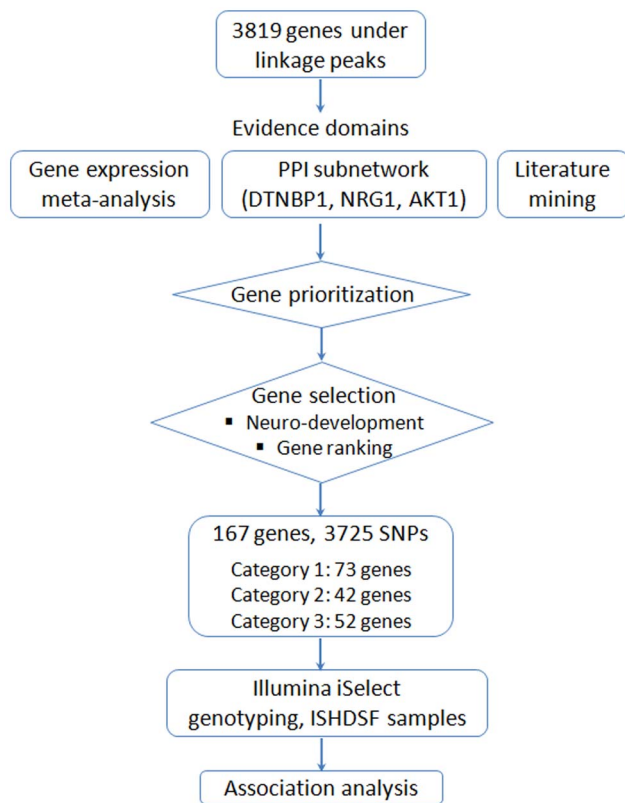 3819 genes under
linkage peaks
Evidence domains
Gene expression
meta-analysis
PPI subnetwork
(DTNBP1, NRG1, AKT1)
Literature
mining
Gene prioritization
Gene selection
▪ Neuro-development
▪ Gene ranking
167 genes, 3725 SNPs
Category 1: 73 genes
Category 2: 42 genes
Category 3: 52 genes
Illumina iSelect
genotyping, ISHDSF samples
Association analysis